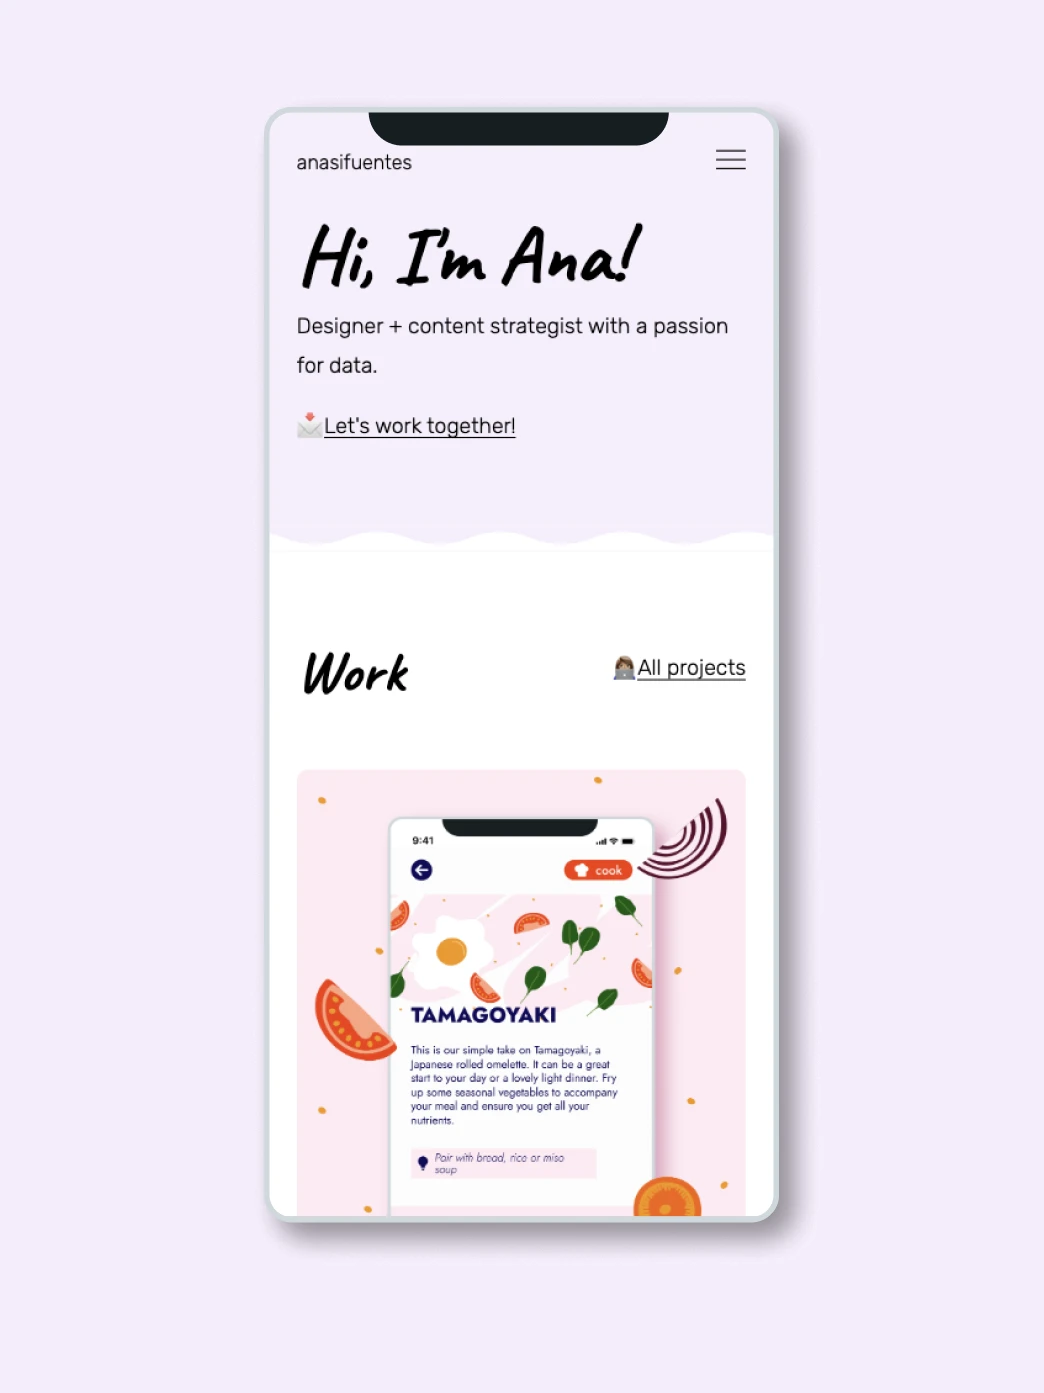 anasifuentes
Hi, I'm Ana!
Designer + content strategist with a passion
for data.
Let's work together!
Work
All projects
9:41
cook
TAMAGOYAKI
This is our simple take on Tamagoyaki, a
Japanese rolled omelette. It can be a great
start to your day or a lovely light dinner. Fry
up some seasonal vegetables to accompany
your meal and ensure you get all your
nutrients.
Pair with bread, rice or miso
soup